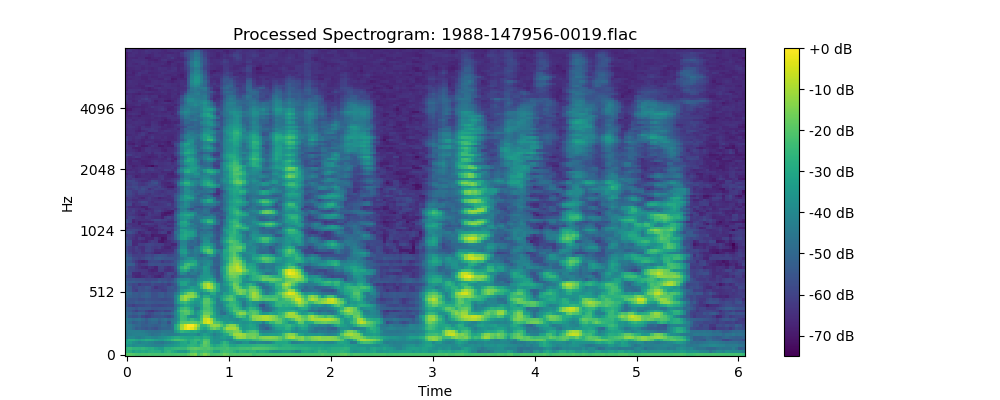 Processed Spectrogram: 1988-147956-0019.flac
Hz
4096
2048
1024
512
0
0 1 2 3 4 5 6
Time
+0 dB
-10 dB
-20 dB
-30 dB
-40 dB
-50 dB
-60 dB
-70 dB